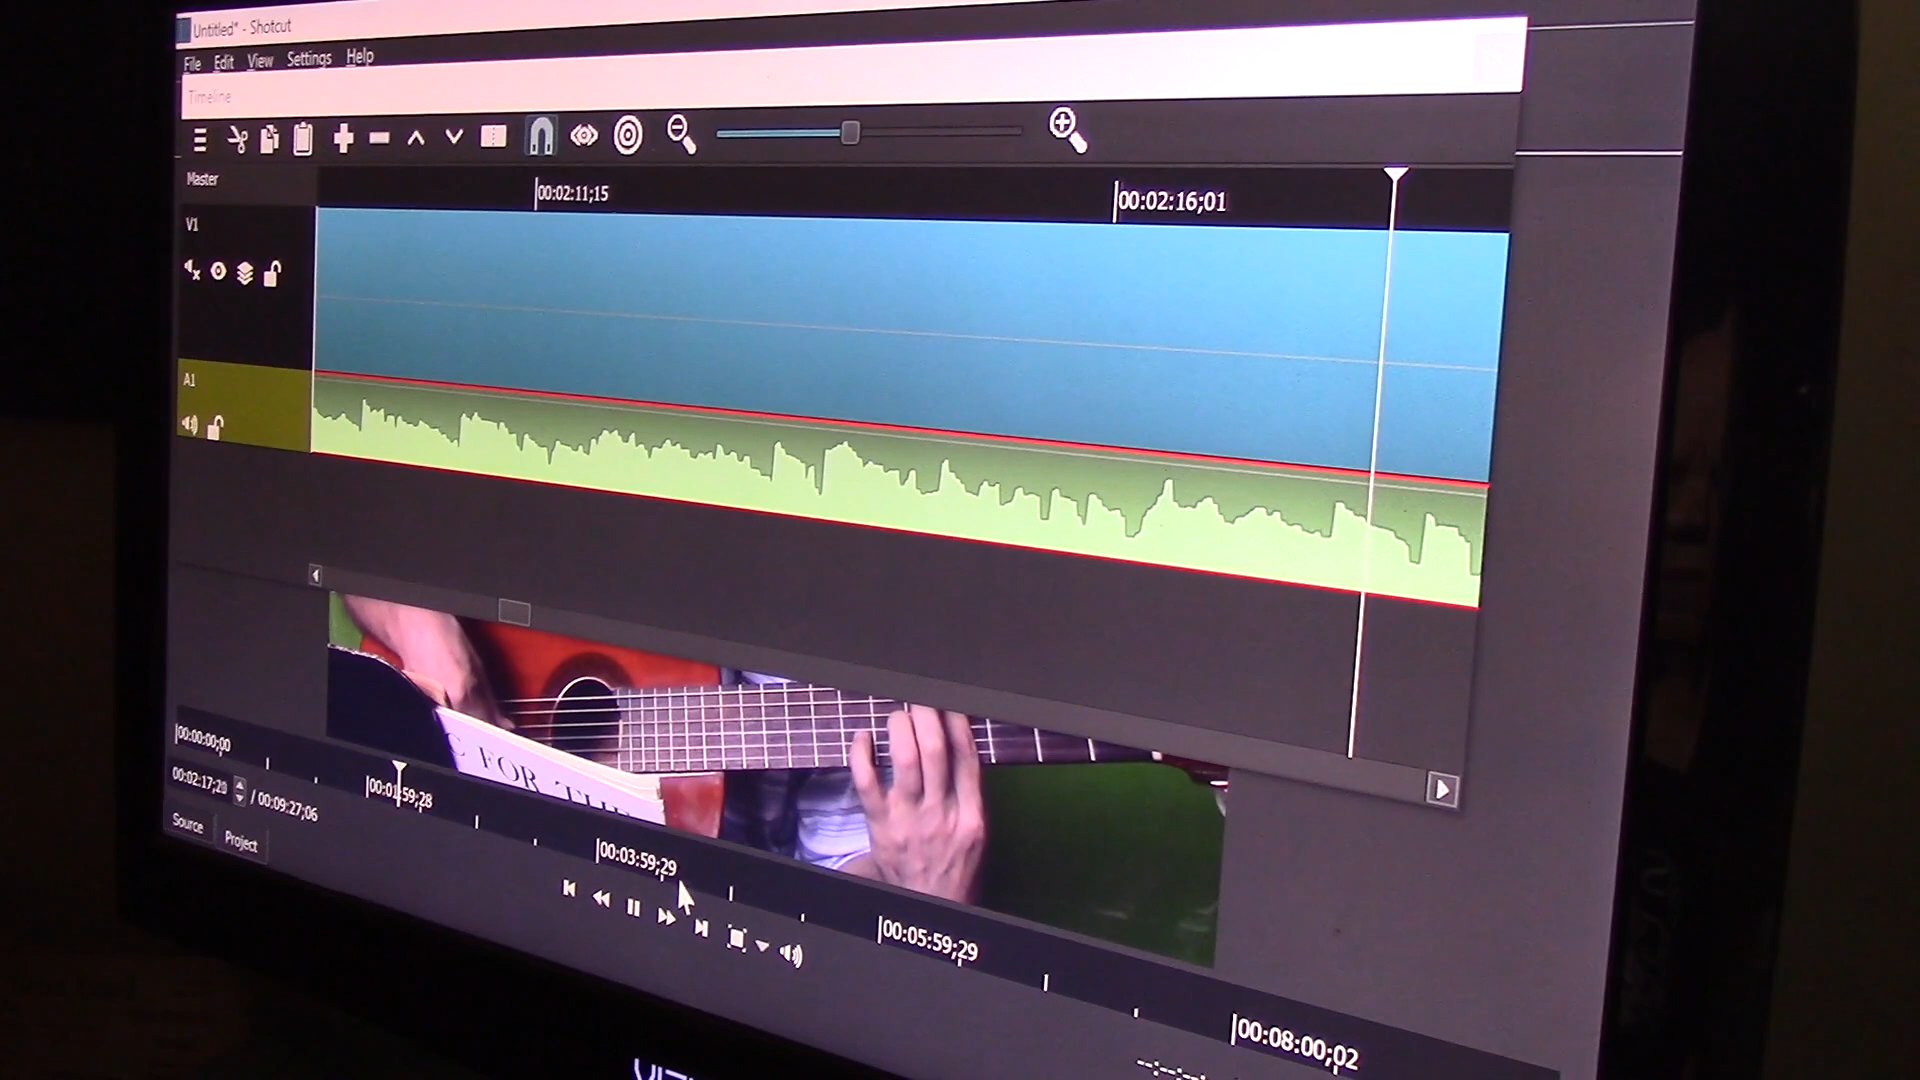 Untitled* - Shotcut
File Edit View Settings Help
Timeline
Master
00:02:11;15
00:02:16;01
V1
A1
C FOR THE
00:00:00;00
00:01:59;28
00:03:59;29
00:05:59;29
00:08:00;02
00:02:17;20 / 00:09:27;06
Source
Project
--:--:--